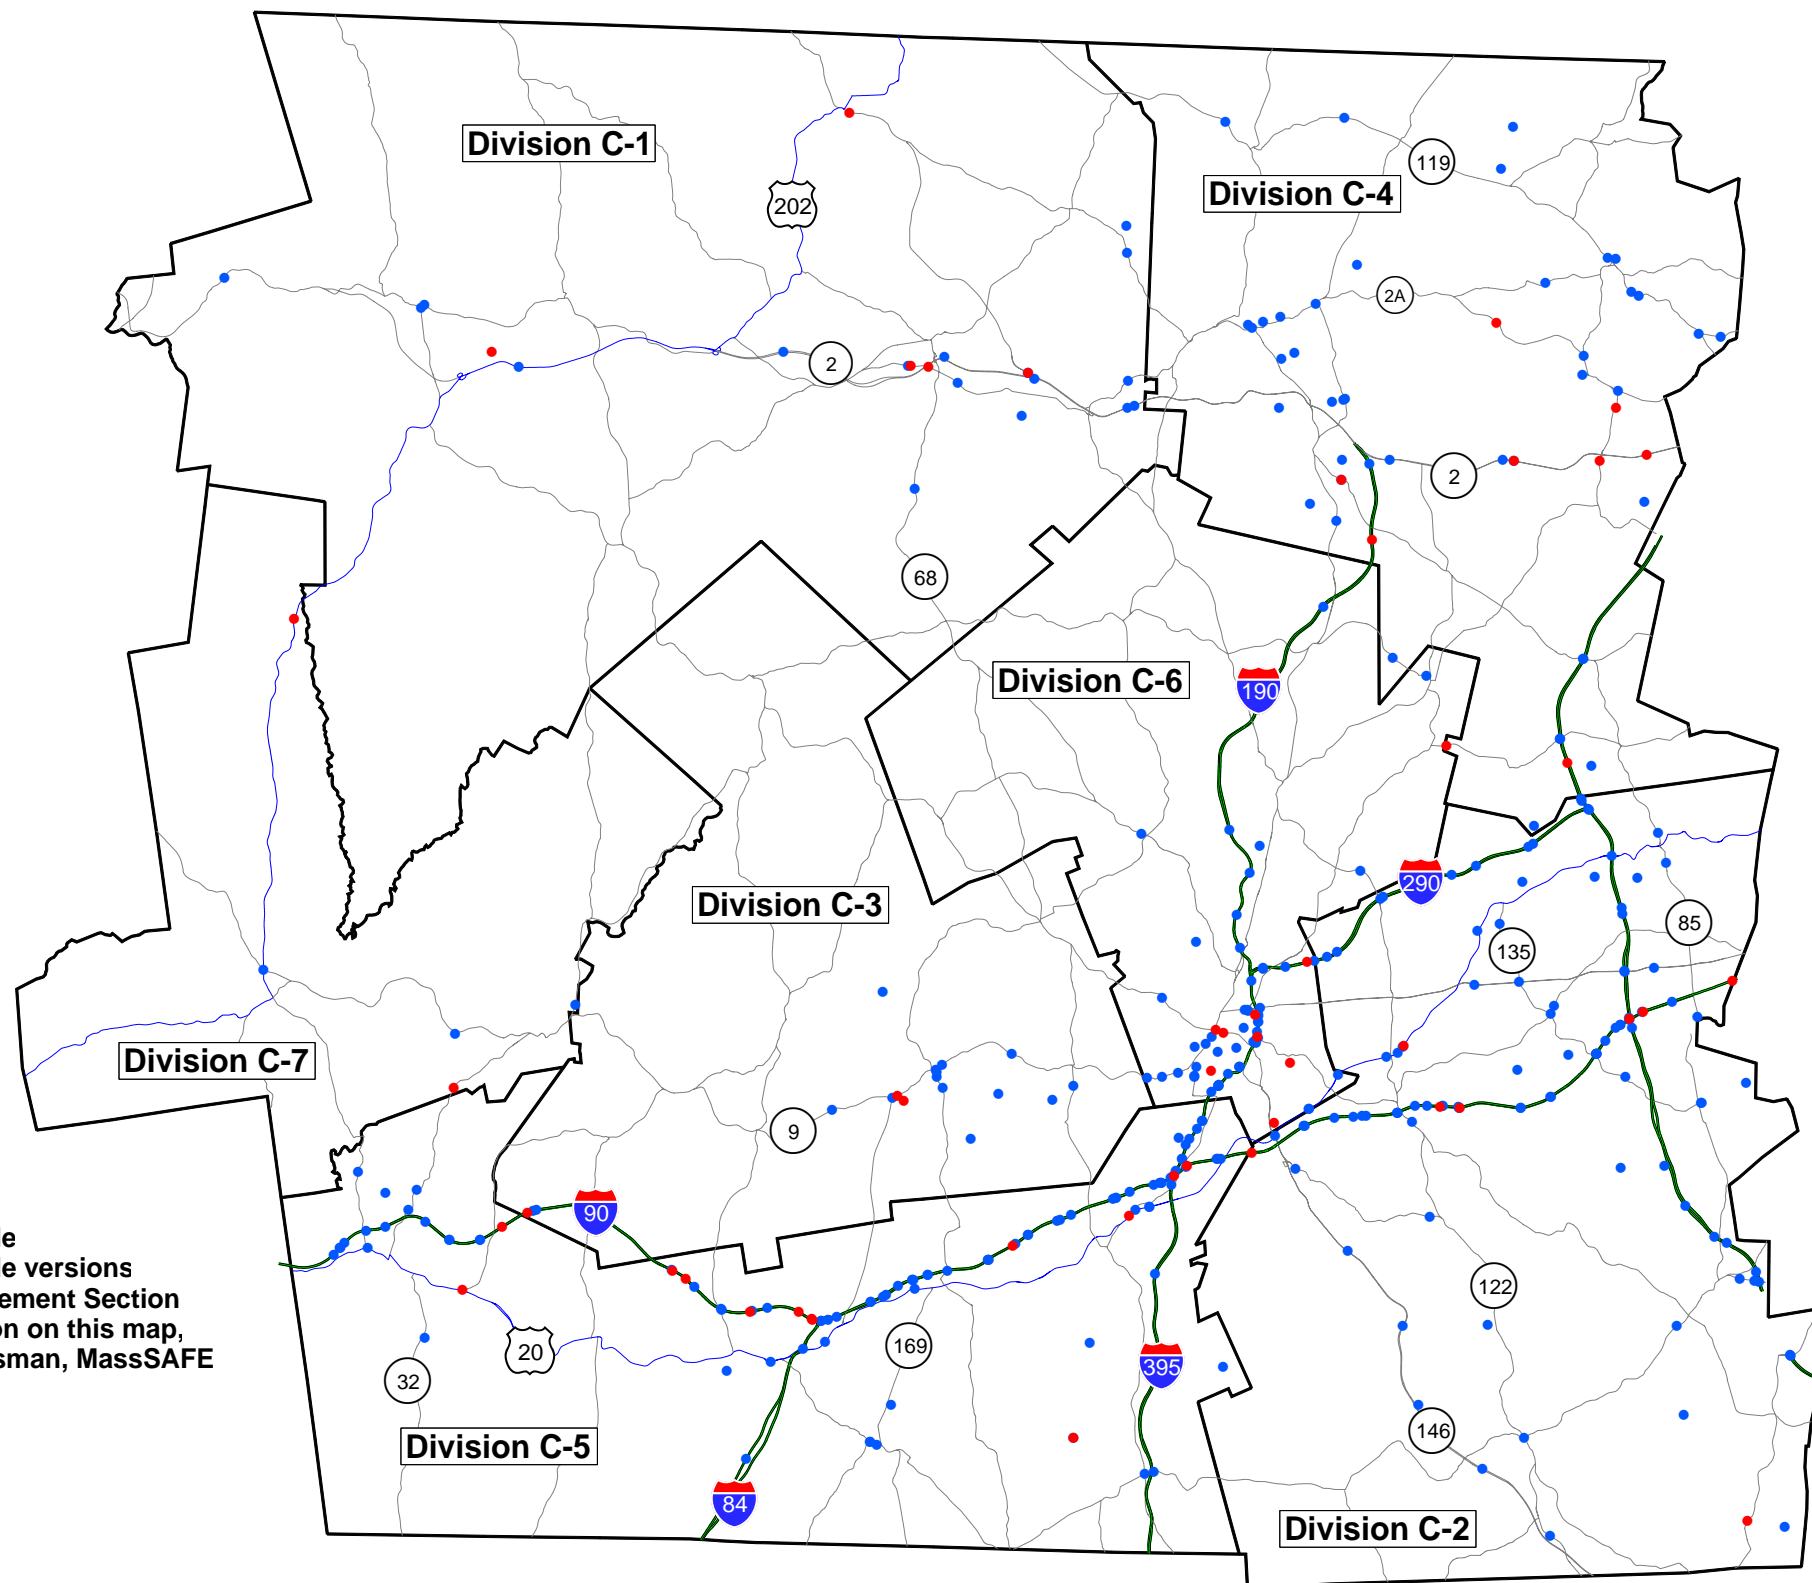 Division C-1
119
Division C-4
202
2A
2
2
68
Division C-6
190
290
Division C-3
85
135
Division C-7
9
90
le
le versions
ement Section
on on this map,
sman, MassSAFE
122
20
169
395
32
146
Division C-5
84
Division C-2